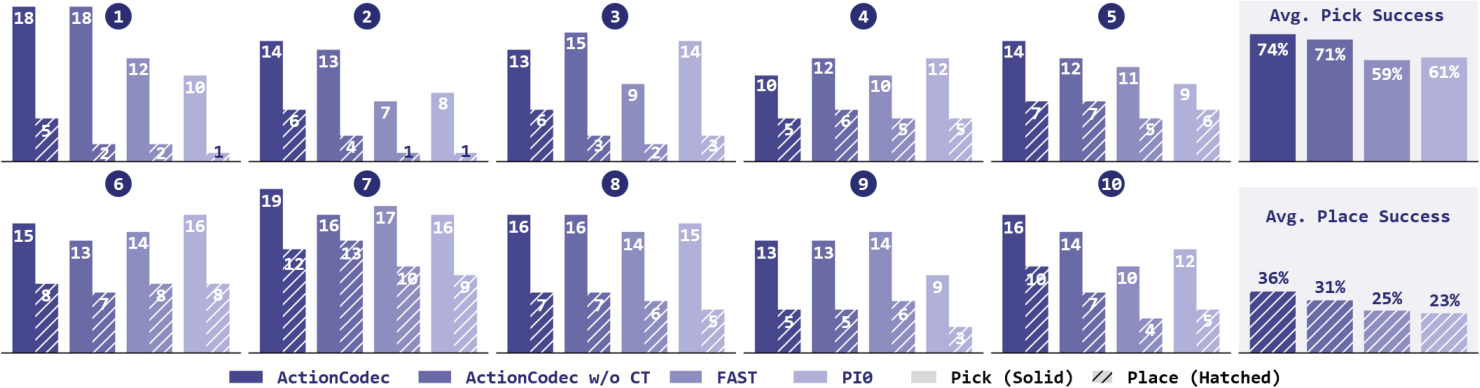 1 2 3 4 5 Avg. Pick Success
18 5 18 2 12 2 10 1
14 6 13 4 7 1 8 1
13 6 15 3 9 2 14 3
10 5 12 6 10 5 12 5
14 7 12 7 11 5 9 6
74% 71% 59% 61%
6 7 8 9 10 Avg. Place Success
15 8 13 7 14 8 16 8
19 12 16 13 17 10 16 9
16 7 16 7 14 6 15 5
13 5 13 5 14 6 9 3
16 10 14 7 10 4 12 5
36% 31% 25% 23%
ActionCodec ActionCodec w/o CT FAST PI0 Pick (Solid) Place (Hatched)